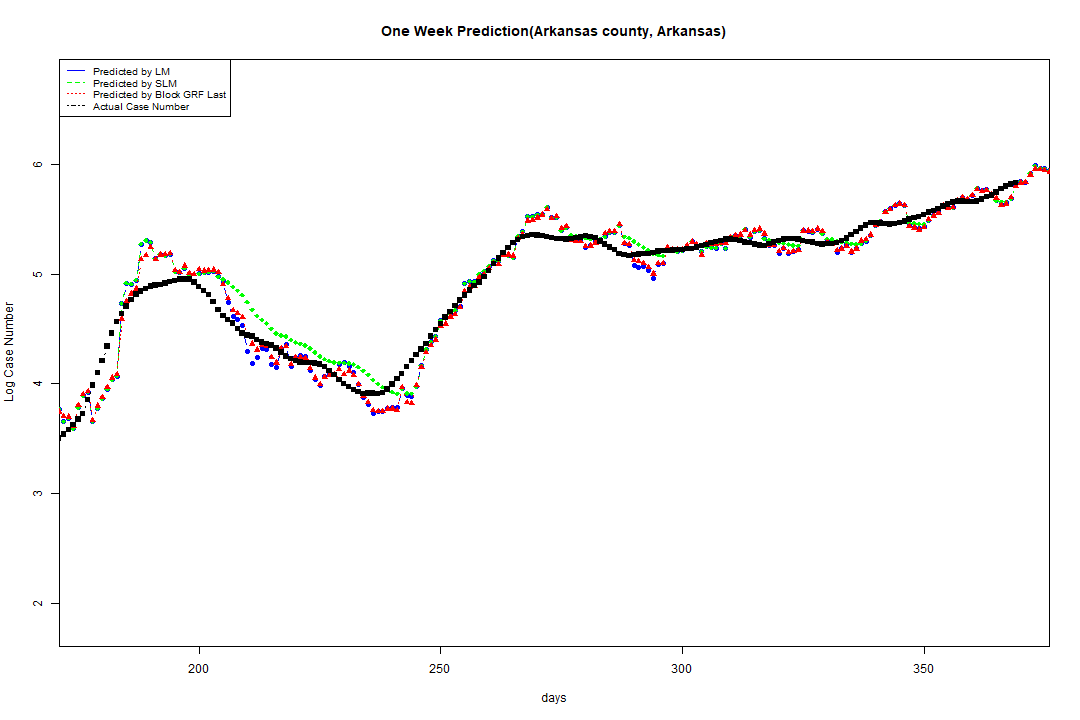 One Week Prediction(Arkansas county, Arkansas)
Predicted by LM
Predicted by SLM
Predicted by Block GRF Last
Actual Case Number
6
5
4
3
2
Log Case Number
200 250 300 350
days